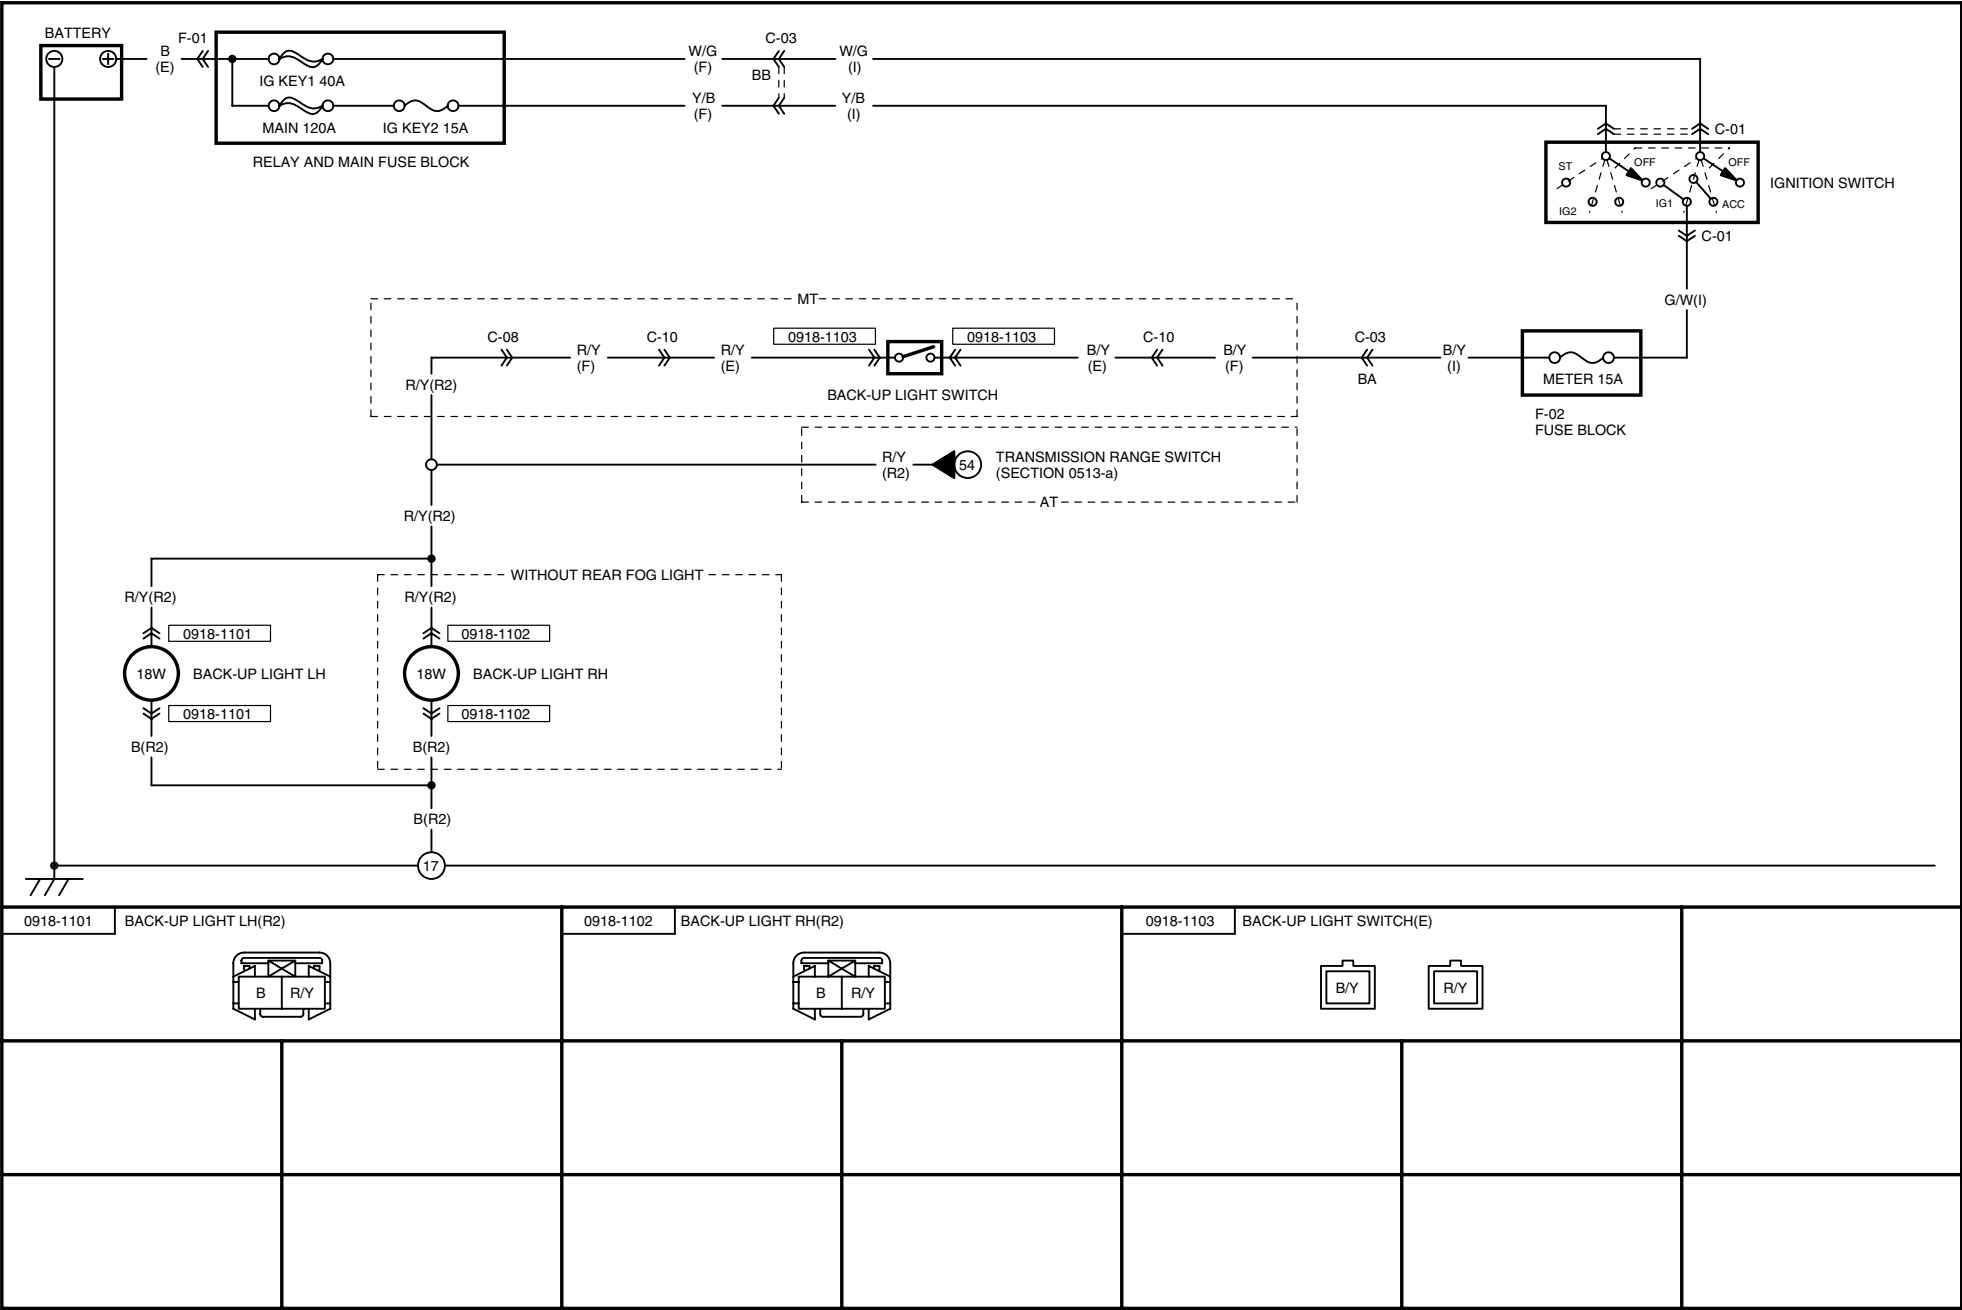 BATTERY
B
(E)
F-01
IG KEY1 40A
MAIN 120A
IG KEY2 15A
RELAY AND MAIN FUSE BLOCK
W/G
(F)
C-03
BB
W/G
(I)
Y/B
(F)
Y/B
(I)
C-01
ST
OFF
OFF
IG2
IG1
ACC
IGNITION SWITCH
C-01
G/W(I)
MT
C-08
R/Y
(F)
C-10
R/Y
(E)
0918-1103
0918-1103
B/Y
(E)
C-10
B/Y
(F)
C-03
BA
B/Y
(I)
METER 15A
F-02
FUSE BLOCK
R/Y(R2)
BACK-UP LIGHT SWITCH
R/Y
(R2)
54
TRANSMISSION RANGE SWITCH
(SECTION 0513-a)
AT
R/Y(R2)
WITHOUT REAR FOG LIGHT
R/Y(R2)
R/Y(R2)
0918-1101
0918-1102
18W
BACK-UP LIGHT LH
18W
BACK-UP LIGHT RH
0918-1101
0918-1102
B(R2)
B(R2)
B(R2)
17
0918-1101
BACK-UP LIGHT LH(R2)
0918-1102
BACK-UP LIGHT RH(R2)
0918-1103
BACK-UP LIGHT SWITCH(E)
B
R/Y
B
R/Y
B/Y
R/Y